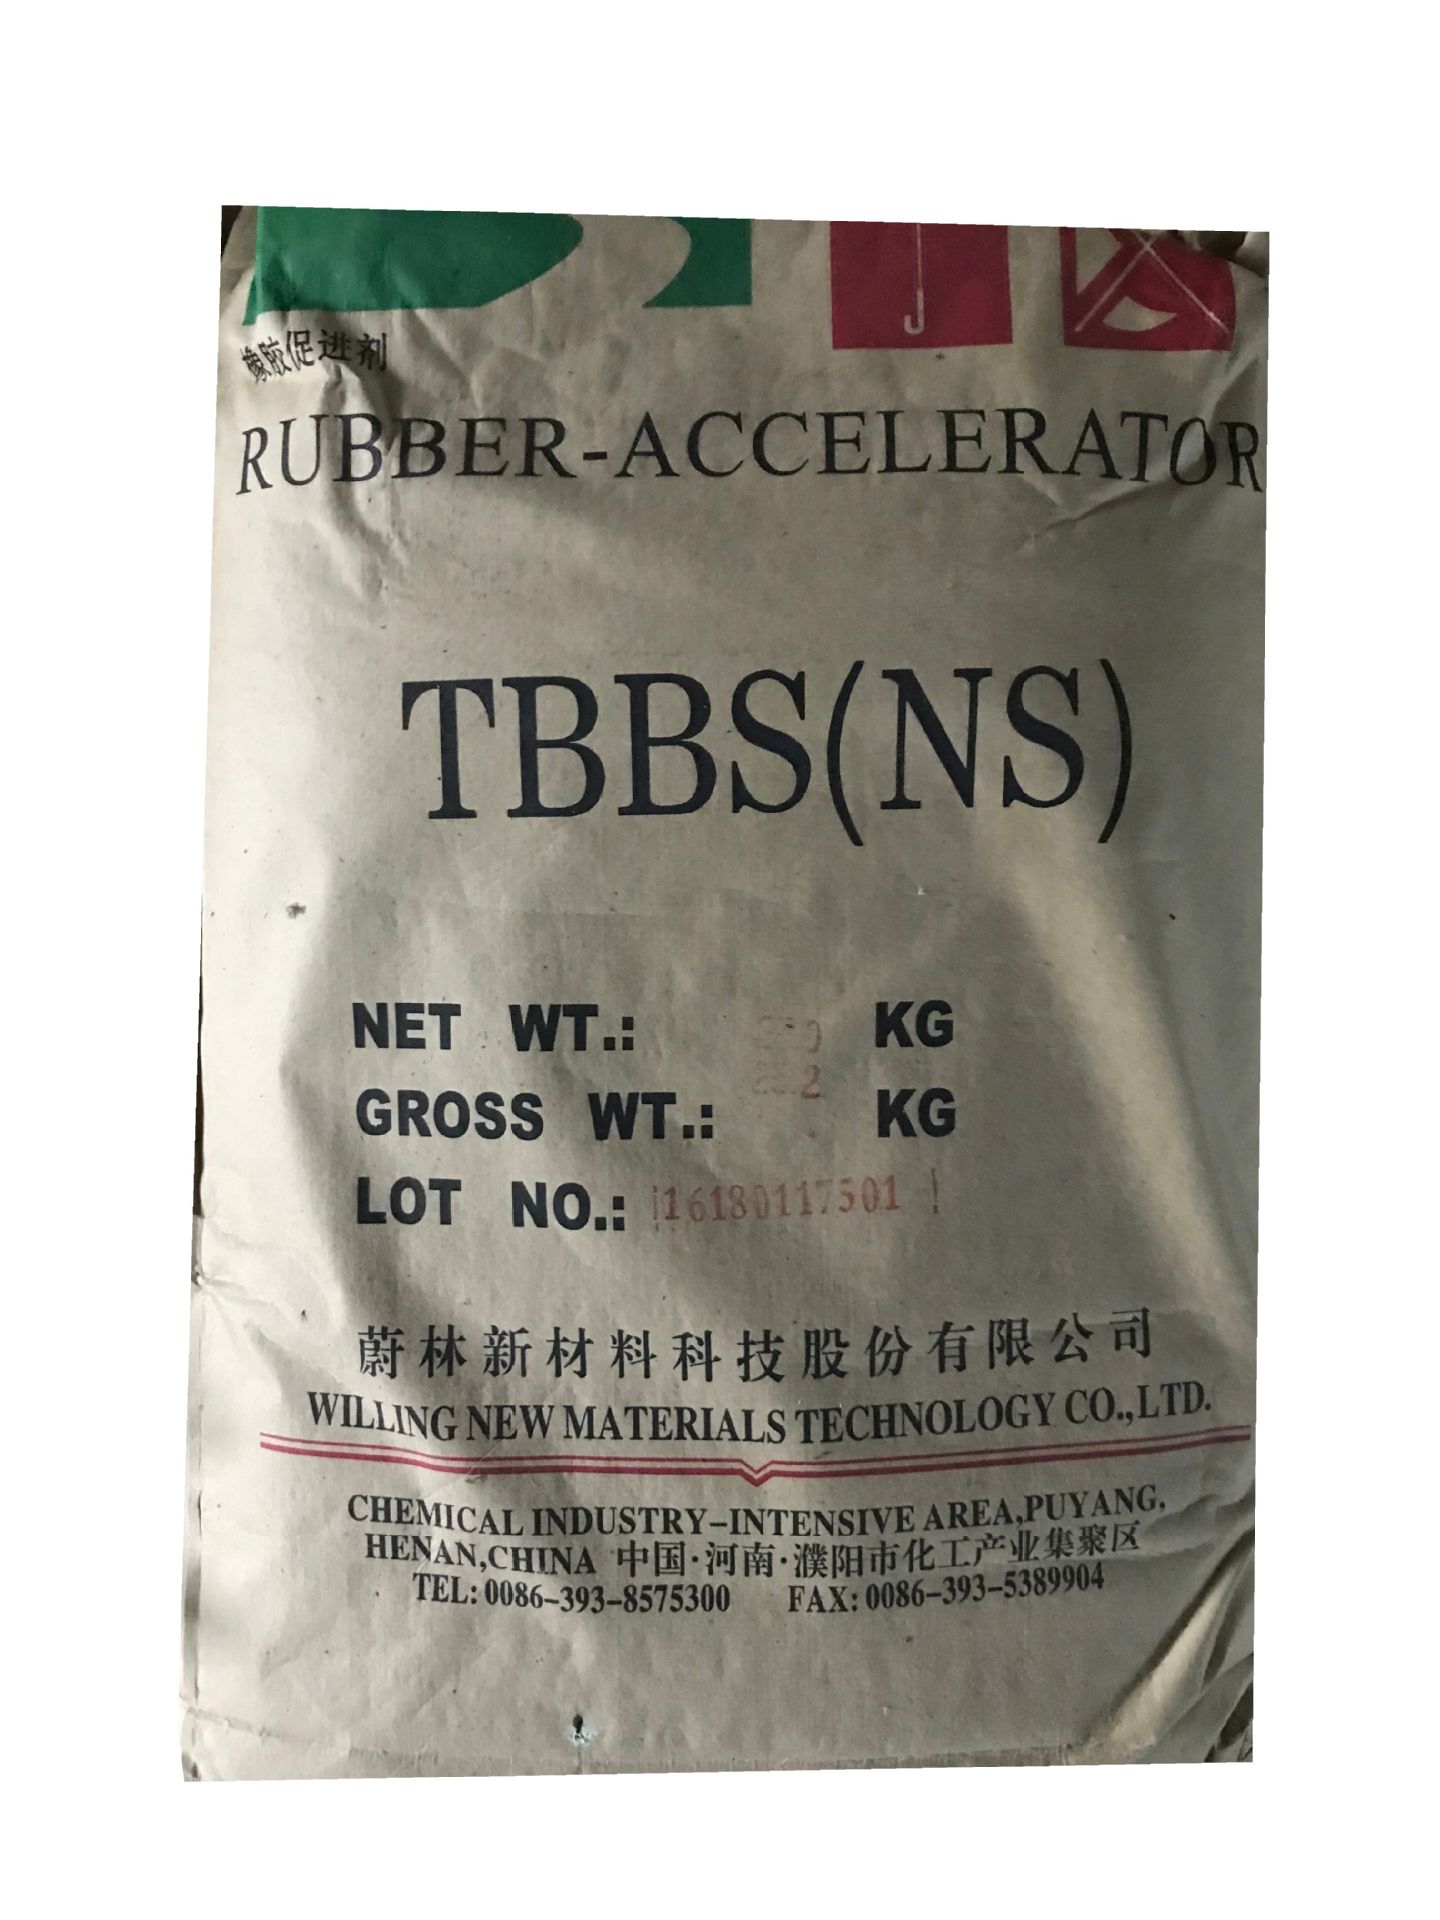 橡胶促进剂
RUBBER-ACCELERATOR
TBBS(NS)
NET WT.: KG
GROSS WT.: KG
LOT NO.: 16180117501
蔚林新材料科技股份有限公司
WILLING NEW MATERIALS TECHNOLOGY CO.,LTD.
CHEMICAL INDUSTRY-INTENSIVE AREA,PUYANG,
HENAN,CHINA 中国·河南·濮阳市化工产业集聚区
TEL: 0086-393-8575300 FAX: 0086-393-5389904